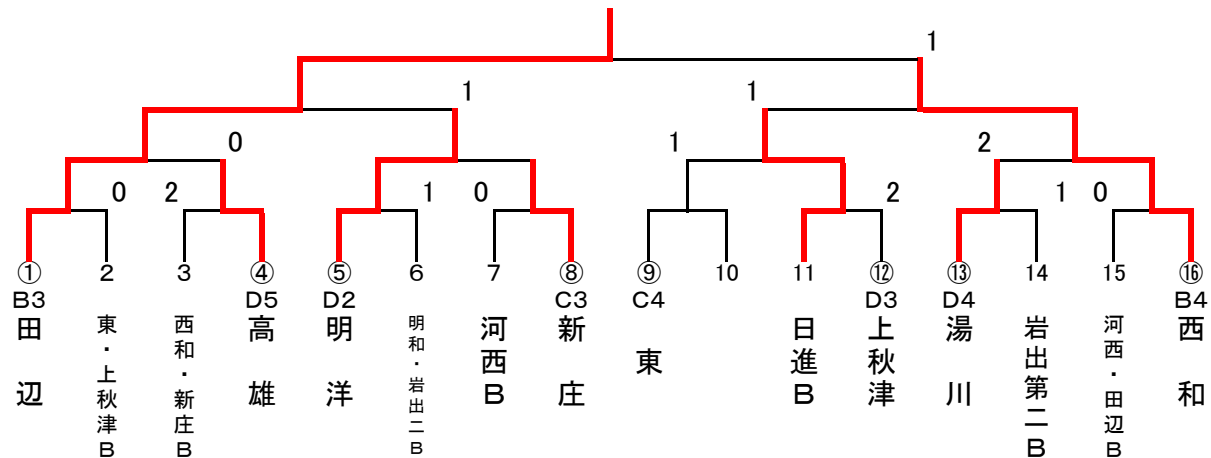 1
1 1
0 1 2
0 2 1 0 2 1 0
① 2 3 ④ ⑤ 6 7 ⑧ ⑨ 10 11 ⑫ ⑬ 14 15 ⑯
B3 D5 D2 C3 C4 D3 D4 B4
田辺
東・上秋津B
西和・新庄B
高雄
明洋
明和・岩出二B
河西B
新庄
東
日進B
上秋津
湯川
岩出第二B
河西・田辺B
西和